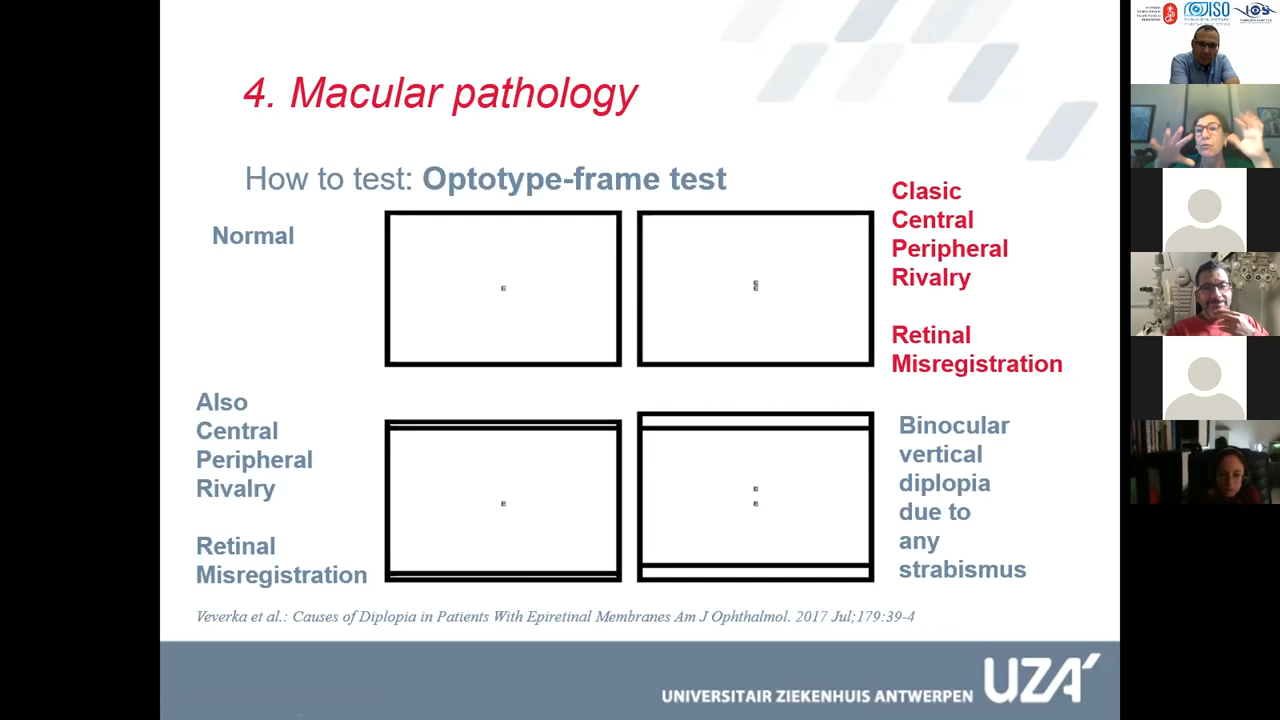 4. Macular pathology
How to test: Optotype-frame test
Normal
E
E
E
Clasic
Central
Peripheral
Rivalry
Retinal
Misregistration
Also
Central
Peripheral
Rivalry
Retinal
Misregistration
E
E
E
Binocular
vertical
diplopia
due to
any
strabismus
Veverka et al.: Causes of Diplopia in Patients With Epiretinal Membranes Am J Ophthalmol. 2017 Jul;179:39-4
UNIVERSITAIR ZIEKENHUIS ANTWERPEN
UZA'
ISO
IOS